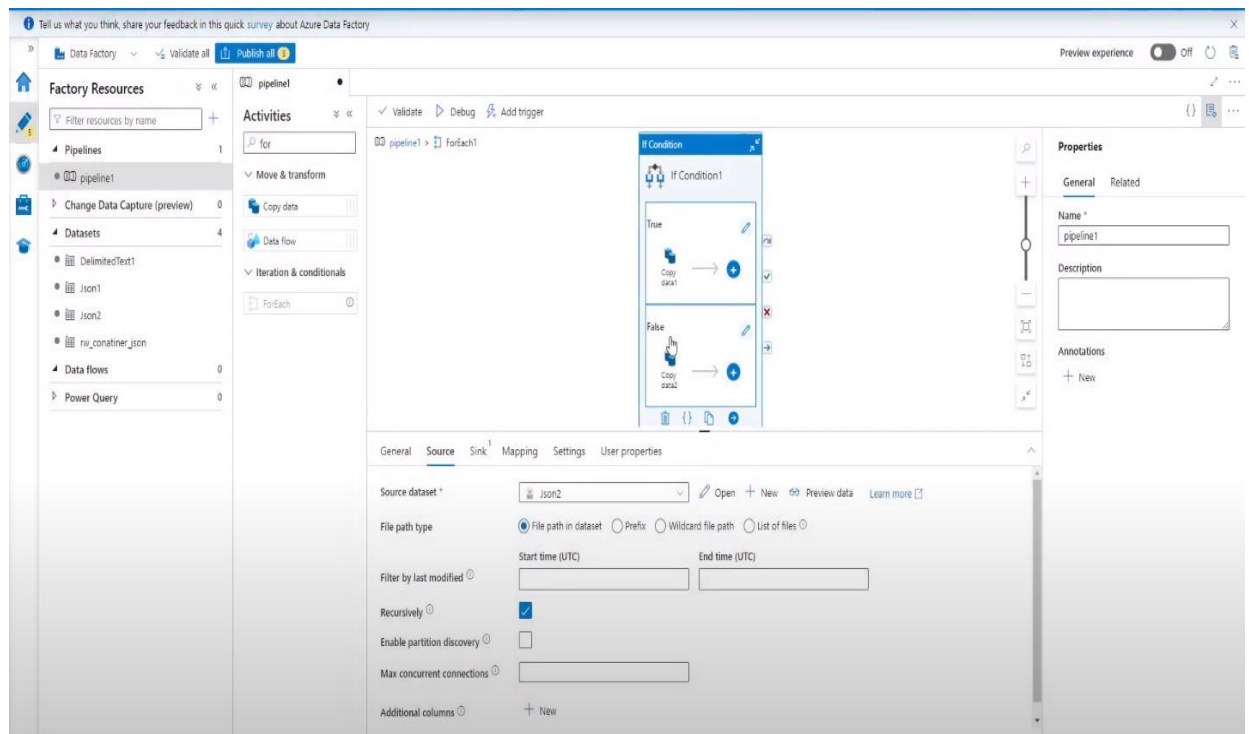 Tell us what you think, share your feedback in this quick survey about Azure Data Factory
Data Factory
Validate all
Publish all 5
Preview experience
Off
Factory Resources
Filter resources by name
Pipelines 1
pipeline1
Change Data Capture (preview) 0
Datasets 4
DelimitedText1
Json1
Json2
rw_conatiner_json
Data flows 0
Power Query 0
pipeline1
Activities
for
Move & transform
Copy data
Data flow
Iteration & conditionals
ForEach
Validate Debug Add trigger
pipeline1 > ForEach1
If Condition
If Condition1
True
Copy
data1
False
Copy
data2
General Source Sink 1 Mapping Settings User properties
Source dataset *
Json2
Open New Preview data Learn more
File path type
File path in dataset Prefix Wildcard file path List of files
Start time (UTC) End time (UTC)
Filter by last modified
Recursively
Enable partition discovery
Max concurrent connections
Additional columns
New
Properties
General Related
Name *
pipeline1
Description
Annotations
New